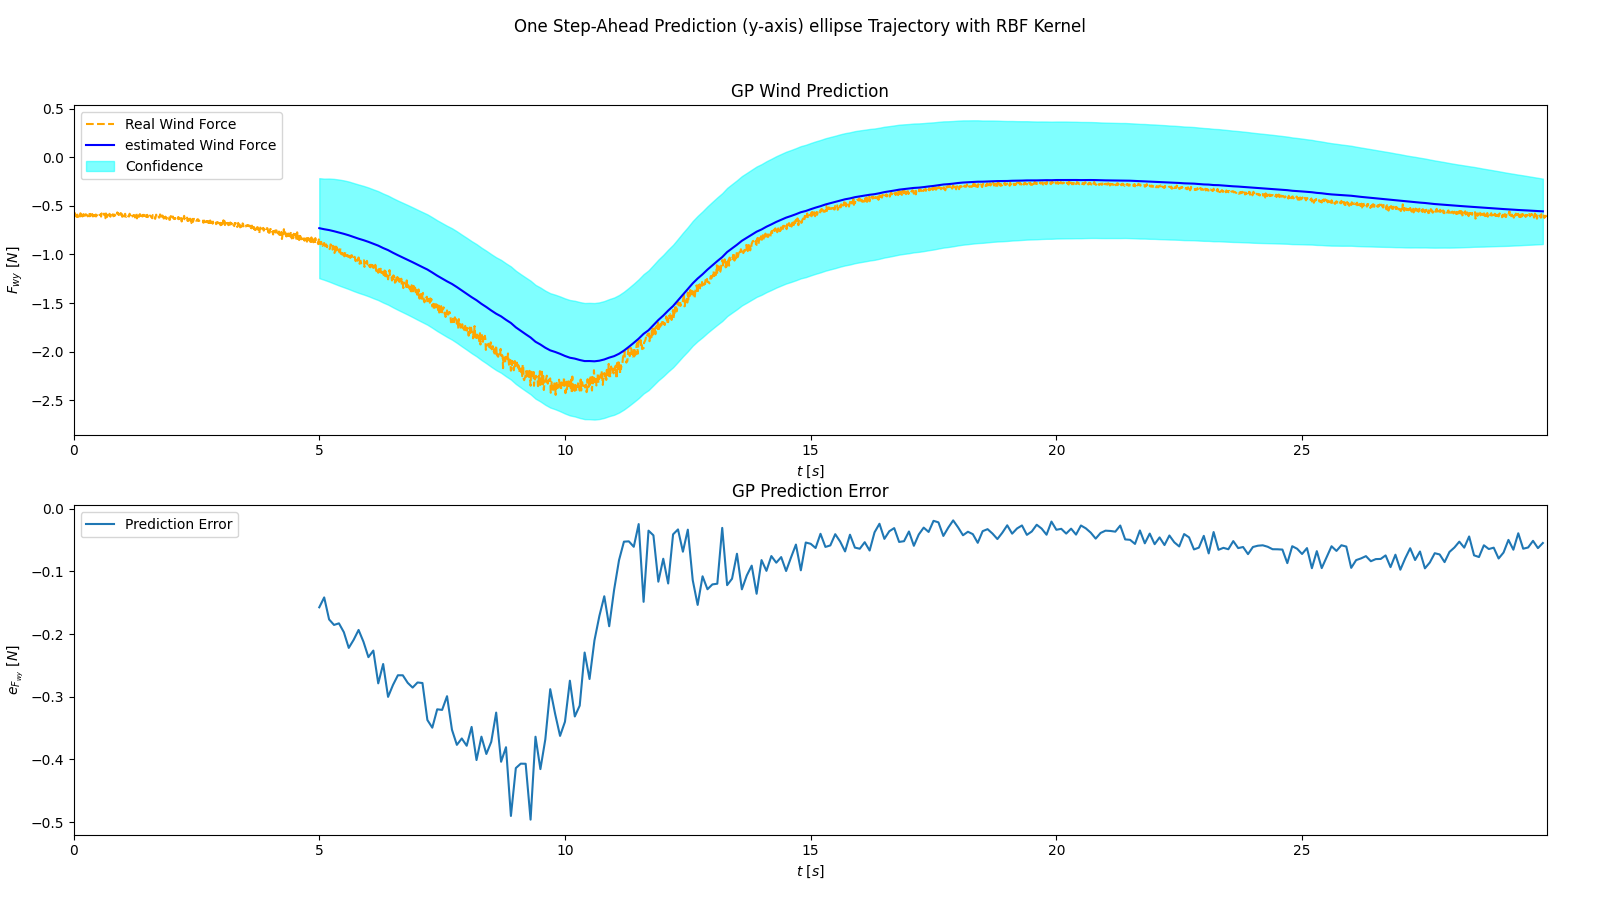 One Step-Ahead Prediction (y-axis) ellipse Trajectory with RBF Kernel
GP Wind Prediction
0.5
0.0
−0.5
−1.0
−1.5
−2.0
−2.5
F_wy [N]
Real Wind Force
estimated Wind Force
Confidence
0 5 10 15 20 25
t [s]
GP Prediction Error
0.0
−0.1
−0.2
−0.3
−0.4
−0.5
e_F_wy [N]
Prediction Error
0 5 10 15 20 25
t [s]